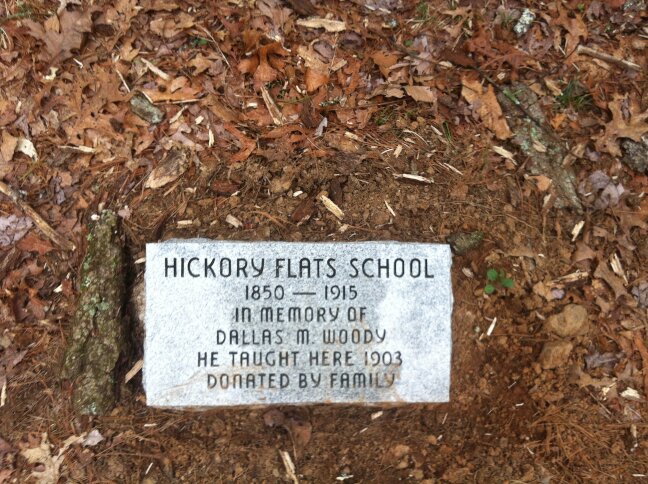 HICKORY FLATS SCHOOL
1850 — 1915
IN MEMORY OF
DALLAS M. WOODY
HE TAUGHT HERE 1903
DONATED BY FAMILY